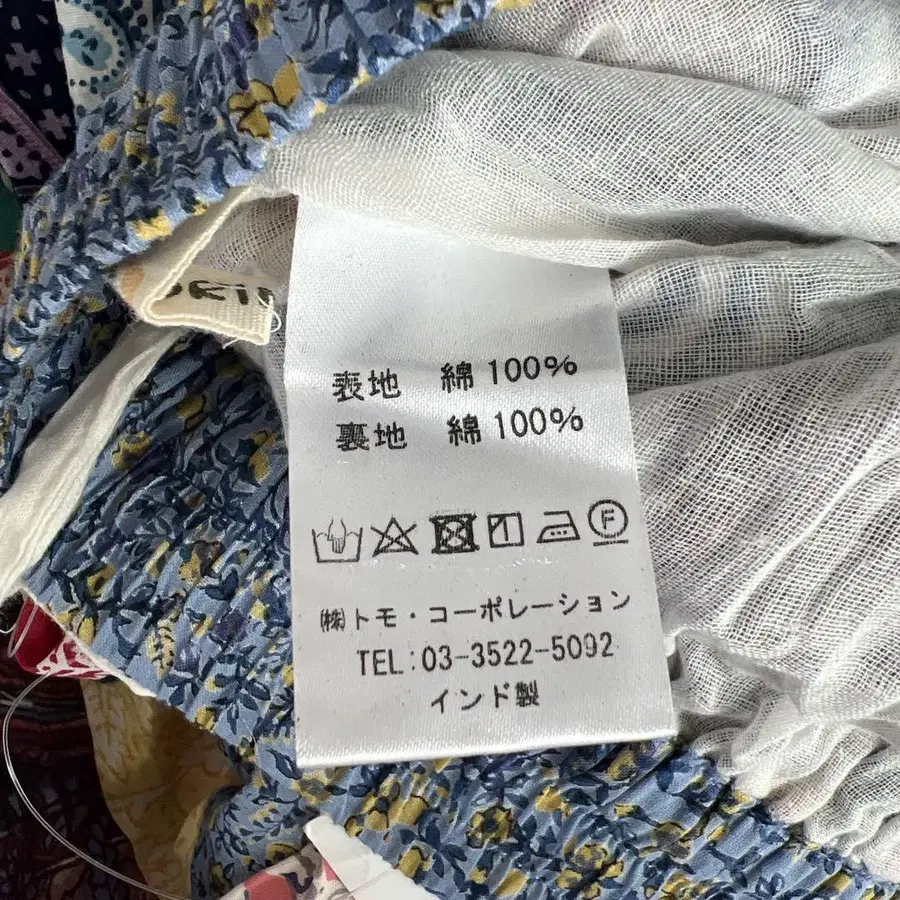 表地 綿 100%
裏地 綿 100%
F
㈱トモ・コーポレーション
TEL:03-3522-5092
インド製